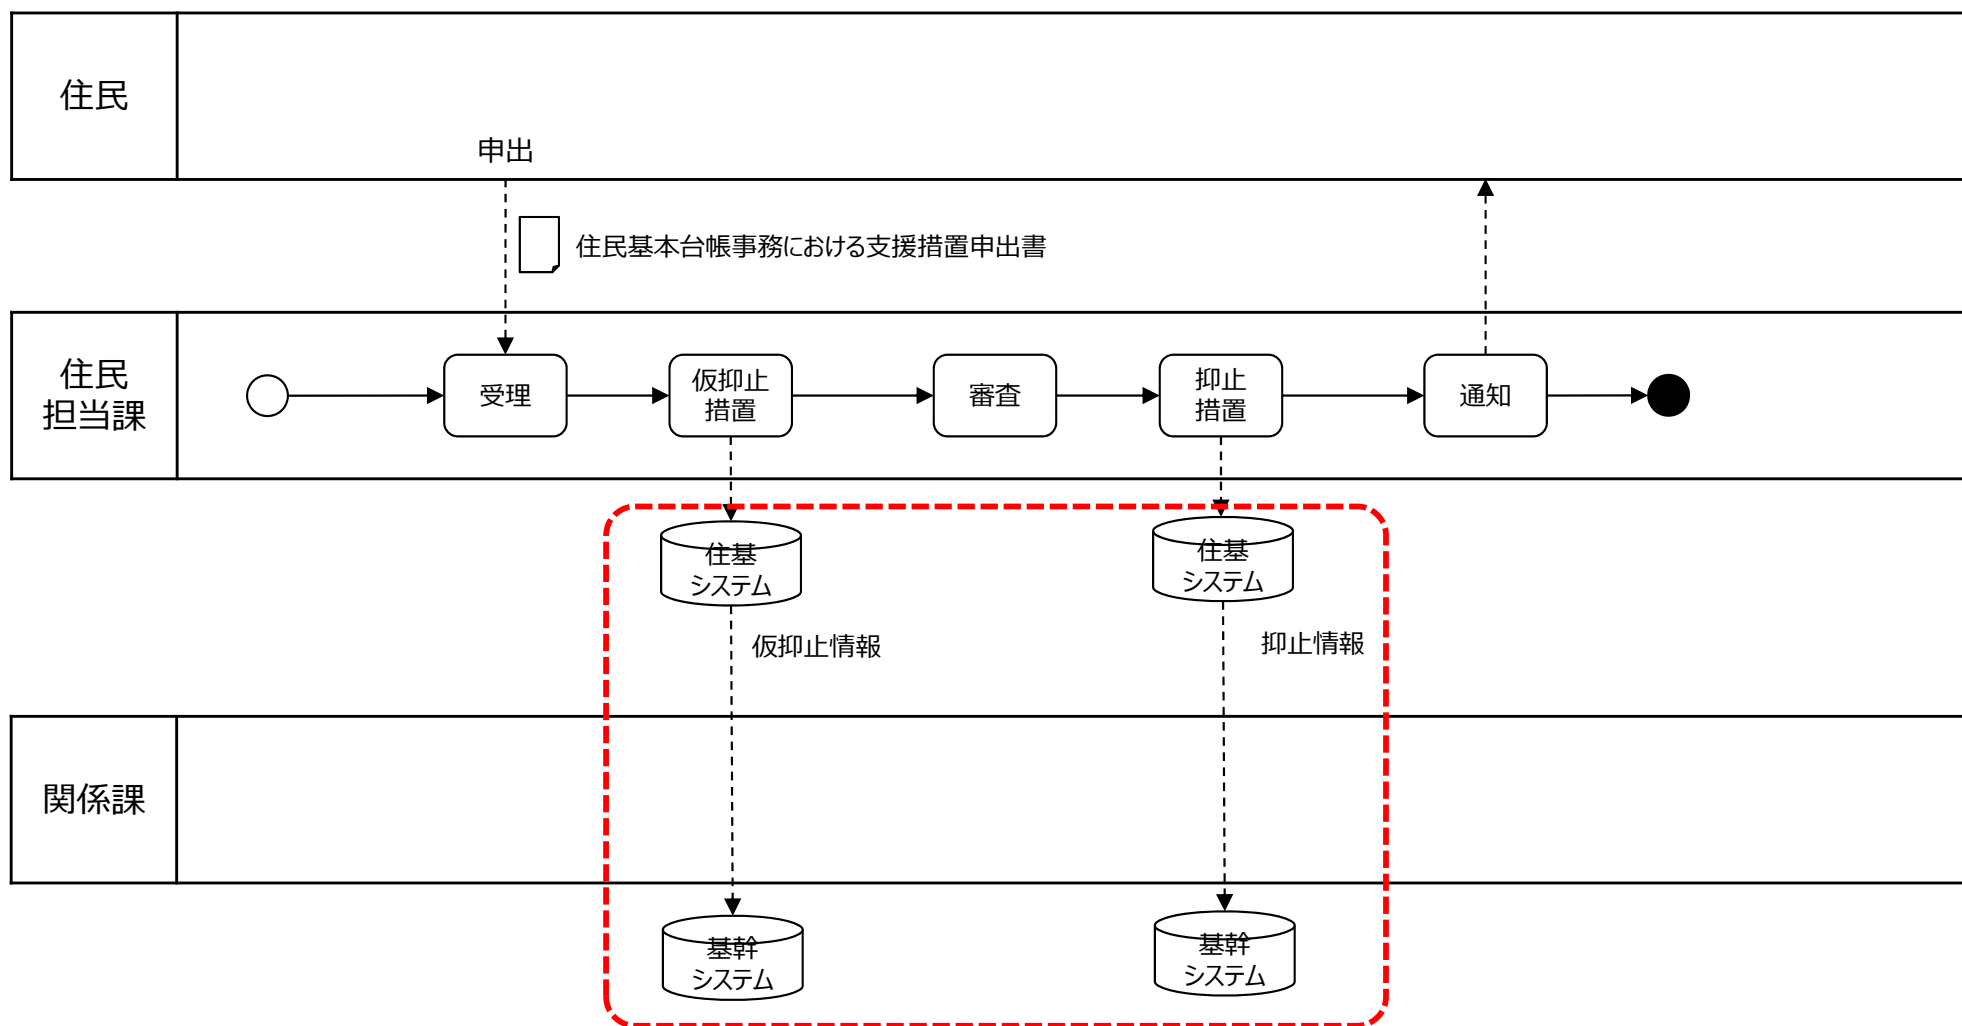 住民
申出
住民基本台帳事務における支援措置申出書
住民
担当課
受理
仮抑止
措置
審査
抑止
措置
通知
住基
システム
住基
システム
仮抑止情報
抑止情報
関係課
基幹
システム
基幹
システム